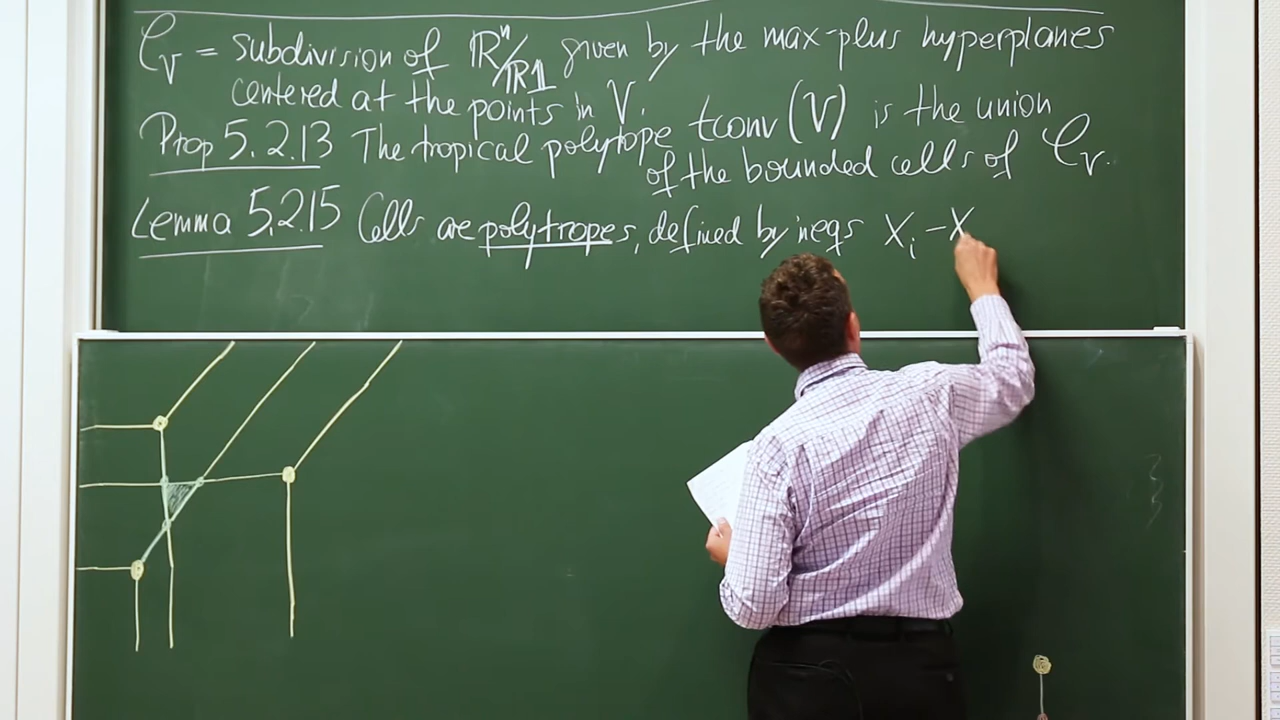 𝒞_V = subdivision of ℝⁿ/ℝ𝟙 given by the max-plus hyperplanes
centered at the points in V.
Prop 5.2.13 The tropical polytope tconv(V) is the union
of the bounded cells of 𝒞_V.
Lemma 5.2.15 Cells are polytropes, defined by ineqs X_i - X